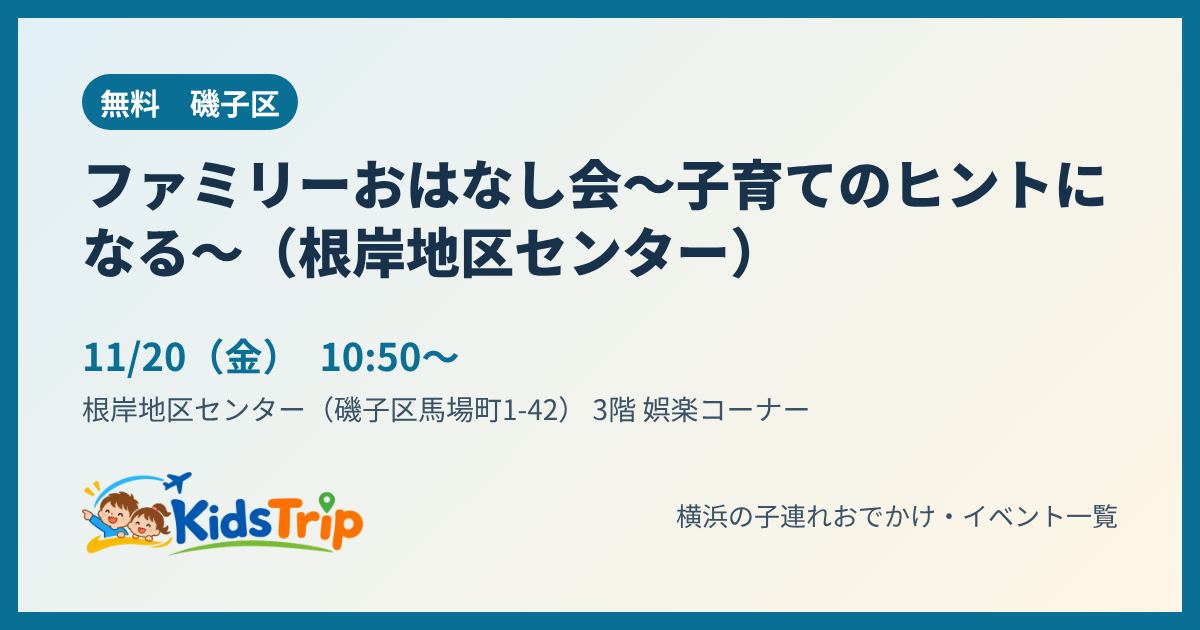 無料　磯子区
ファミリーおはなし会～子育てのヒントに
なる～（根岸地区センター）
11/20（金）　10:50～
根岸地区センター（磯子区馬場町1-42） 3階 娯楽コーナー
KidsTrip
横浜の子連れおでかけ・イベント一覧